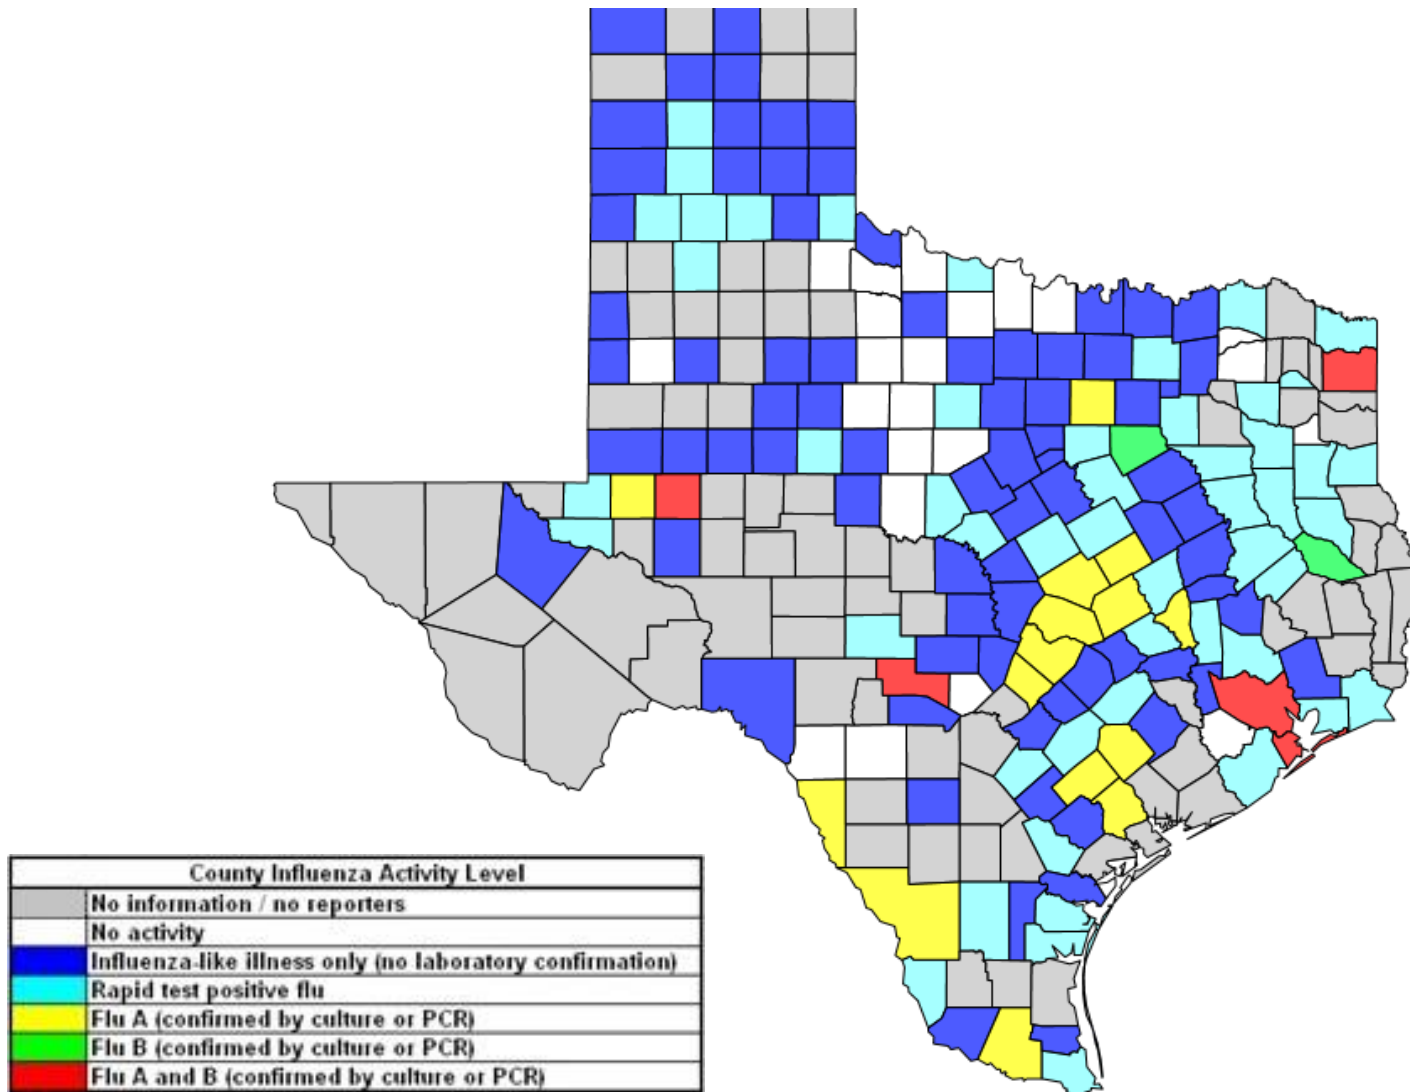 County Influenza Activity Level
No information / no reporters
No activity
Influenza-like illness only (no laboratory confirmation)
Rapid test positive flu
Flu A (confirmed by culture or PCR)
Flu B (confirmed by culture or PCR)
Flu A and B (confirmed by culture or PCR)